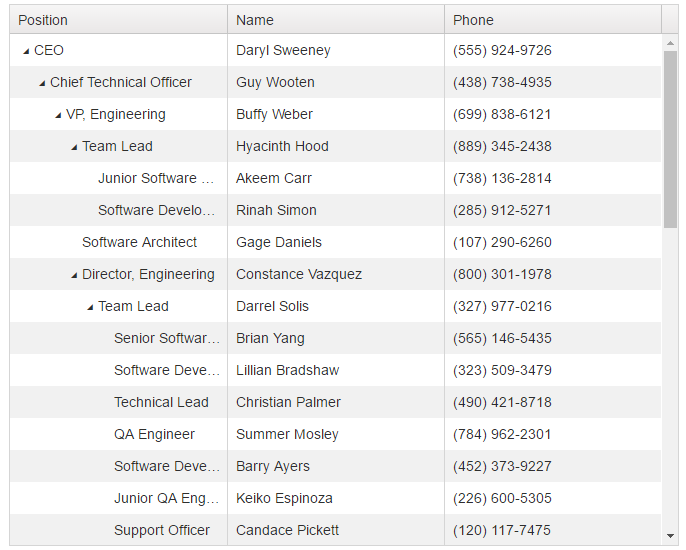 Position Name Phone
CEO Daryl Sweeney (555) 924-9726
Chief Technical Officer Guy Wooten (438) 738-4935
VP, Engineering Buffy Weber (699) 838-6121
Team Lead Hyacinth Hood (889) 345-2438
Junior Software ... Akeem Carr (738) 136-2814
Software Develo... Rinah Simon (285) 912-5271
Software Architect Gage Daniels (107) 290-6260
Director, Engineering Constance Vazquez (800) 301-1978
Team Lead Darrel Solis (327) 977-0216
Senior Softwar... Brian Yang (565) 146-5435
Software Deve... Lillian Bradshaw (323) 509-3479
Technical Lead Christian Palmer (490) 421-8718
QA Engineer Summer Mosley (784) 962-2301
Software Deve... Barry Ayers (452) 373-9227
Junior QA Eng... Keiko Espinoza (226) 600-5305
Support Officer Candace Pickett (120) 117-7475